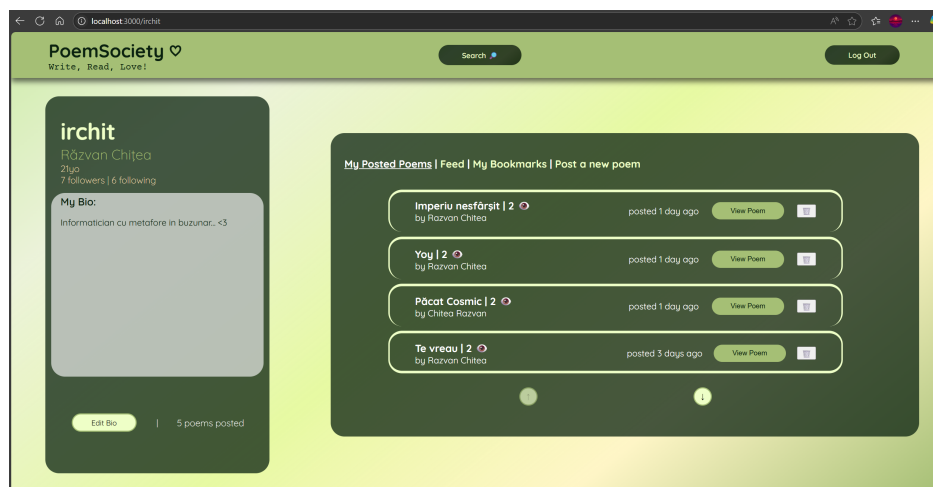 localhost:3000/irchit
PoemSociety ♡
Write, Read, Love!
Search 🔎
Log Out
irchit
Răzvan Chițea
21yo
7 followers | 6 following
My Bio:
Informatician cu metafore in buzunar... <3
Edit Bio | 5 poems posted
My Posted Poems | Feed | My Bookmarks | Post a new poem
Imperiu nesfârșit | 2 👁
by Razvan Chitea
posted 1 day ago View Poem
Yoy | 2 👁
by Razvan Chitea
posted 1 day ago View Poem
Păcat Cosmic | 2 👁
by Chitea Razvan
posted 1 day ago View Poem
Te vreau | 2 👁
by Razvan Chitea
posted 3 days ago View Poem
↑ ↓